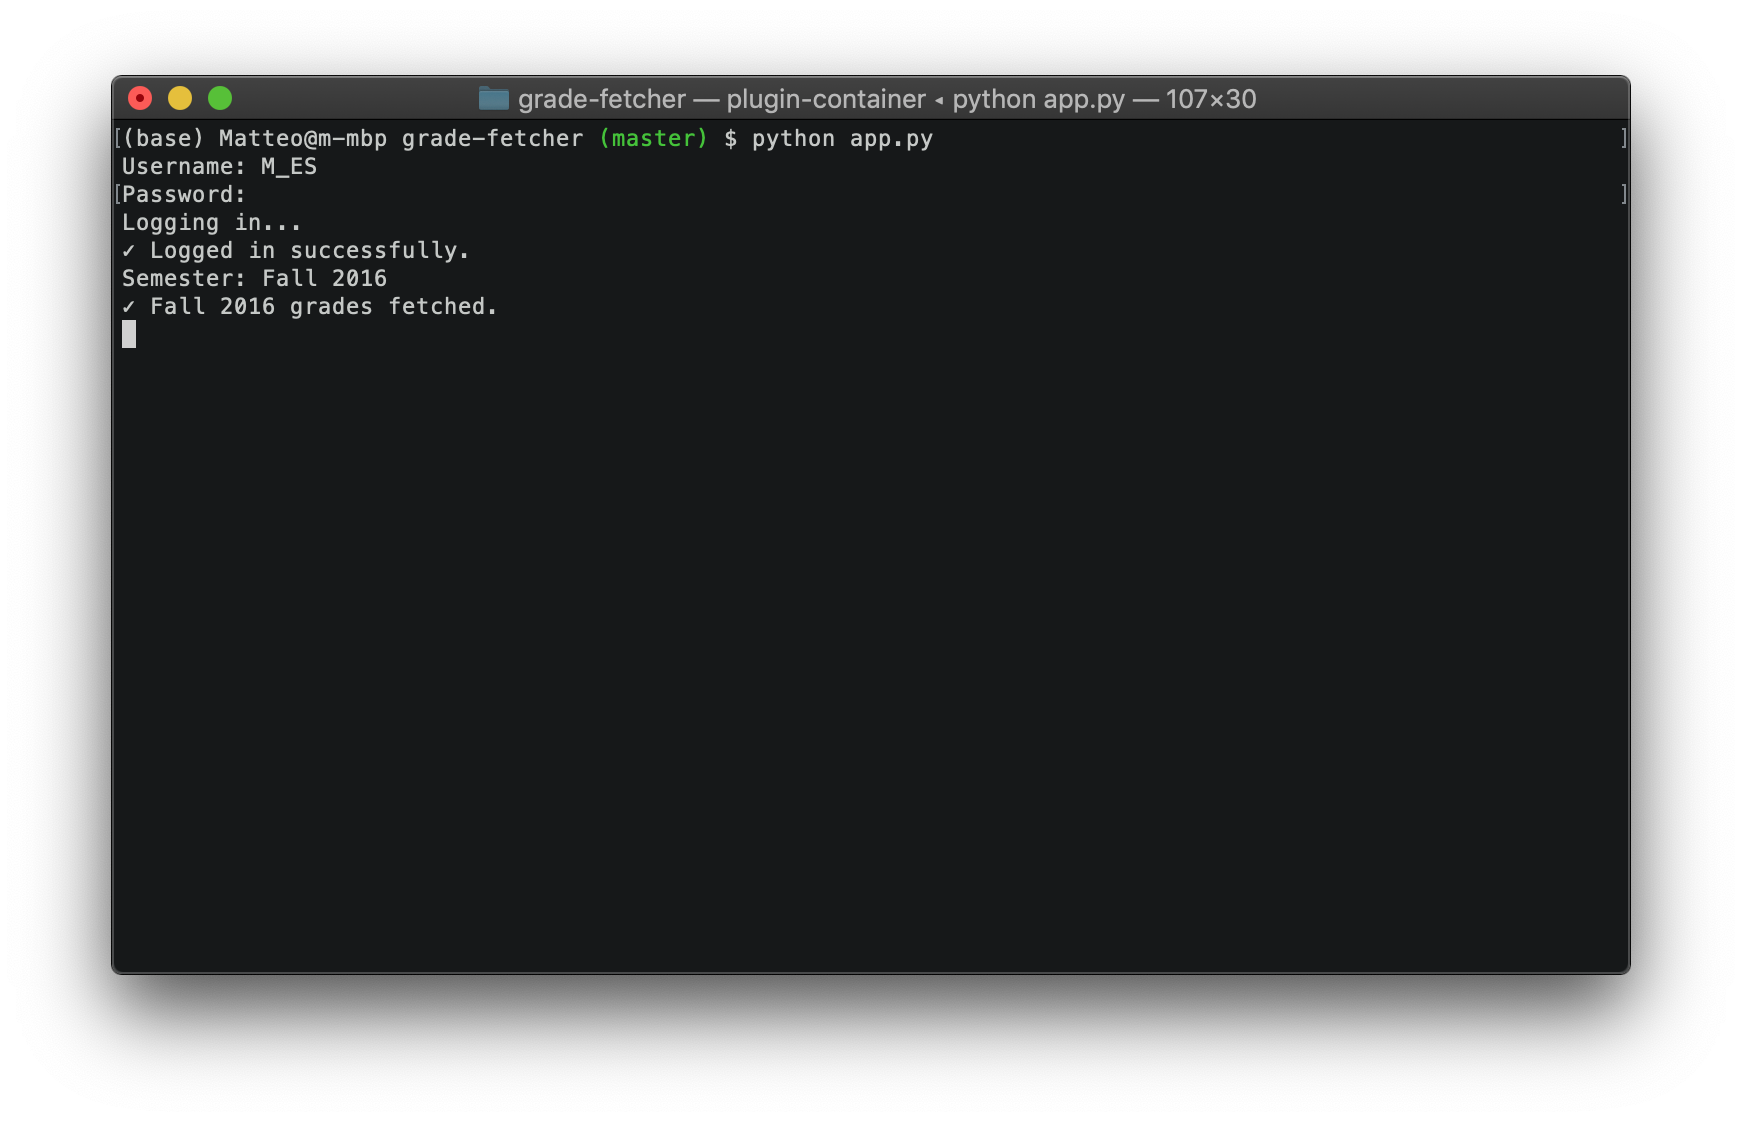 grade-fetcher — plugin-container ◂ python app.py — 107×30
[(base) Matteo@m-mbp grade-fetcher (master) $ python app.py ]
Username: M_ES
[Password: ]
Logging in...
✓ Logged in successfully.
Semester: Fall 2016
✓ Fall 2016 grades fetched.